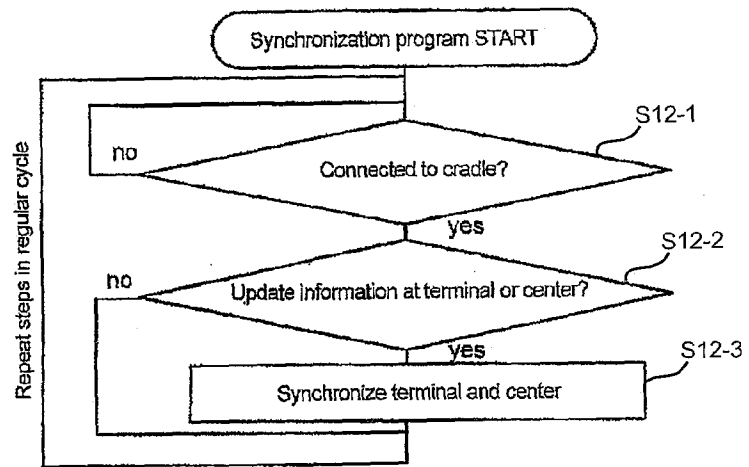 Synchronization program START
S12-1
no
Connected to cradle?
yes
S12-2
no
Update information at terminal or center?
yes
S12-3
Synchronize terminal and center
Repeat steps in regular cycle